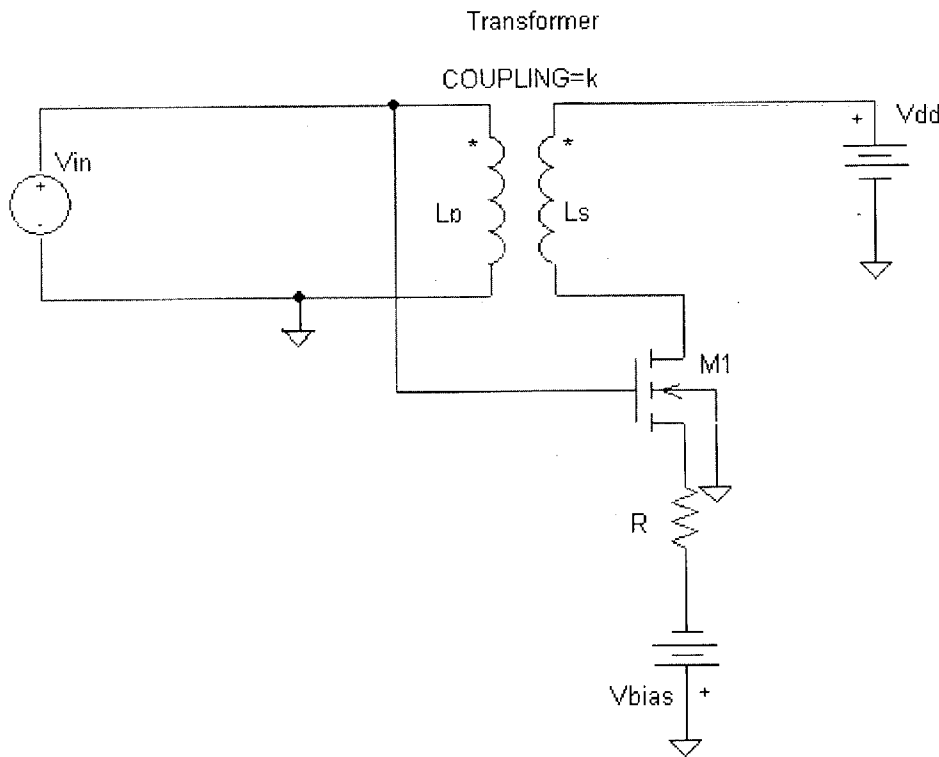 Transformer
COUPLING=k
+ Vdd
Vin
+
-
*
*
Lp
Ls
M1
R
Vbias +